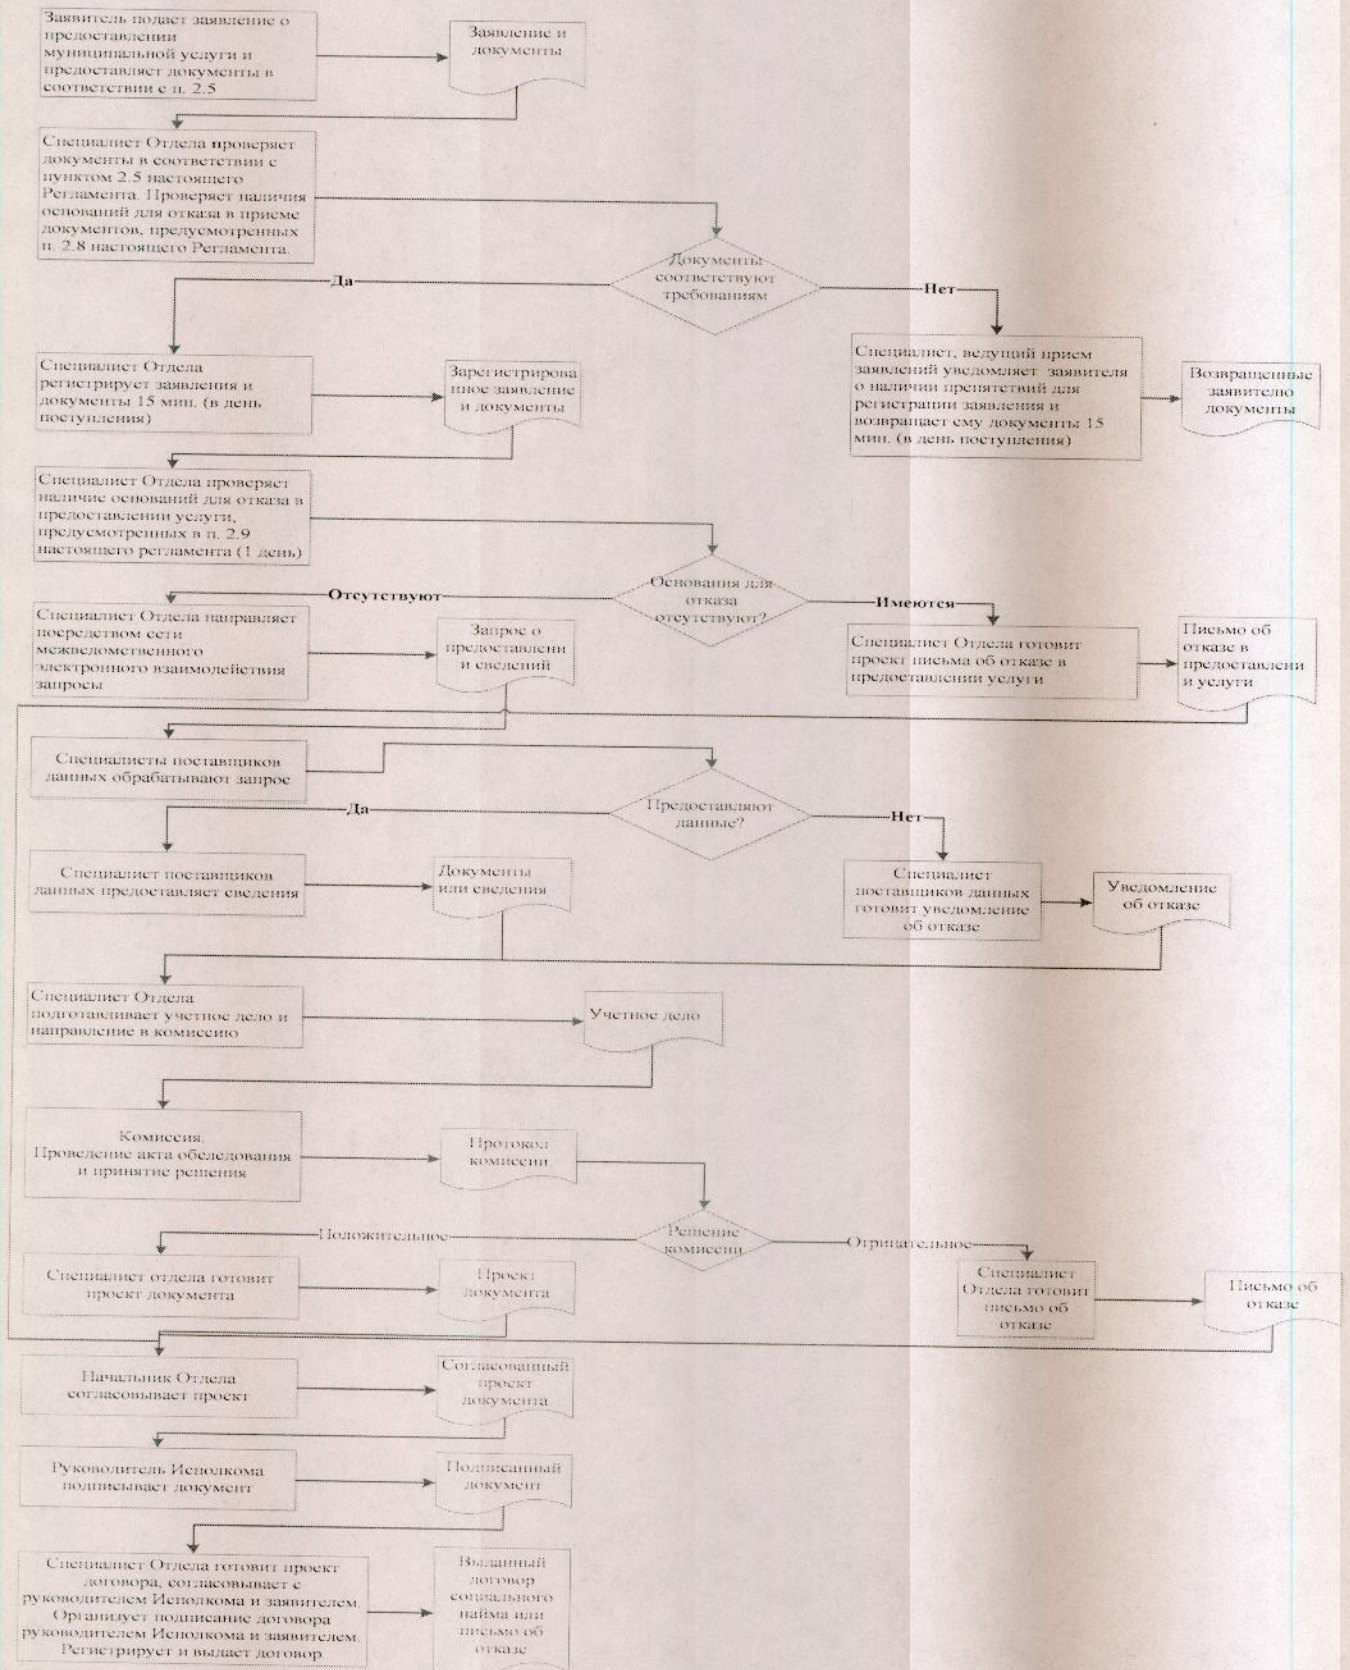 Заявитель подает заявление о
предоставлении
муниципальной услуги и
предоставляет документы в
соответствии с п. 2.5
Заявление и
документы
Специалист Отдела проверяет
документы в соответствии с
пунктом 2.5 настоящего
Регламента. Проверяет наличия
оснований для отказа в приеме
документов, предусмотренных
п. 2.8 настоящего Регламента.
Документы
соответствуют
требованиям
Да
Нет
Специалист Отдела
регистрирует заявления и
документы 15 мин. (в день
поступления)
Зарегистрирова
нное заявление
и документы
Специалист, ведущий прием
заявлений уведомляет заявителя
о наличии препятствий для
регистрации заявления и
возвращает ему документы 15
мин. (в день поступления)
Возвращенные
заявителю
документы
Специалист Отдела проверяет
наличие оснований для отказа в
предоставлении услуги,
предусмотренных в п. 2.9
настоящего регламента (1 день)
Основания для
отказа
отсутствуют?
Отсутствуют
Имеются
Специалист Отдела направляет
посредством сети
межведомственного
электронного взаимодействия
запросы
Запрос о
предоставлени
и сведений
Специалист Отдела готовит
проект письма об отказе в
предоставлении услуги
Письмо об
отказе в
предоставлени
и услуги
Специалисты поставщиков
данных обрабатывают запрос
Предоставляют
данные?
Да
Нет
Специалист поставщиков
данных предоставляет сведения
Документы
или сведения
Специалист
поставщиков данных
готовит уведомление
об отказе
Уведомление
об отказе
Специалист Отдела
подготавливает учетное дело и
направление в комиссию
Учетное дело
Комиссия.
Проведение акта обследования
и принятие решения
Протокол
комиссии
Решение
комиссии
Положительное
Отрицательное
Специалист отдела готовит
проект документа
Проект
документа
Специалист
Отдела готовит
письмо об
отказе
Письмо об
отказе
Начальник Отдела
согласовывает проект
Согласованный
проект
документа
Руководитель Исполкома
подписывает документ
Подписанный
документ
Специалист Отдела готовит проект
договора, согласовывает с
руководителем Исполкома и заявителем.
Организует подписание договора
руководителем Исполкома и заявителем.
Регистрирует и выдает договор
Выданный
договор
социального
найма или
письмо об
отказе